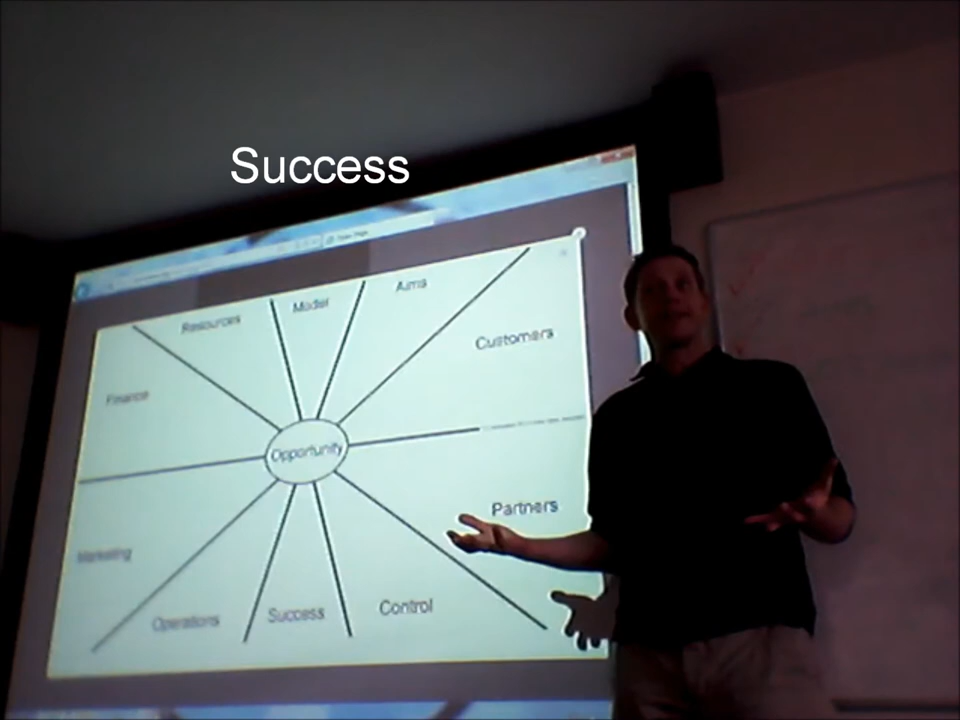 Success
Model
Aims
Resources
Customers
Finance
Opportunity
Partners
Marketing
Operations
Success
Control